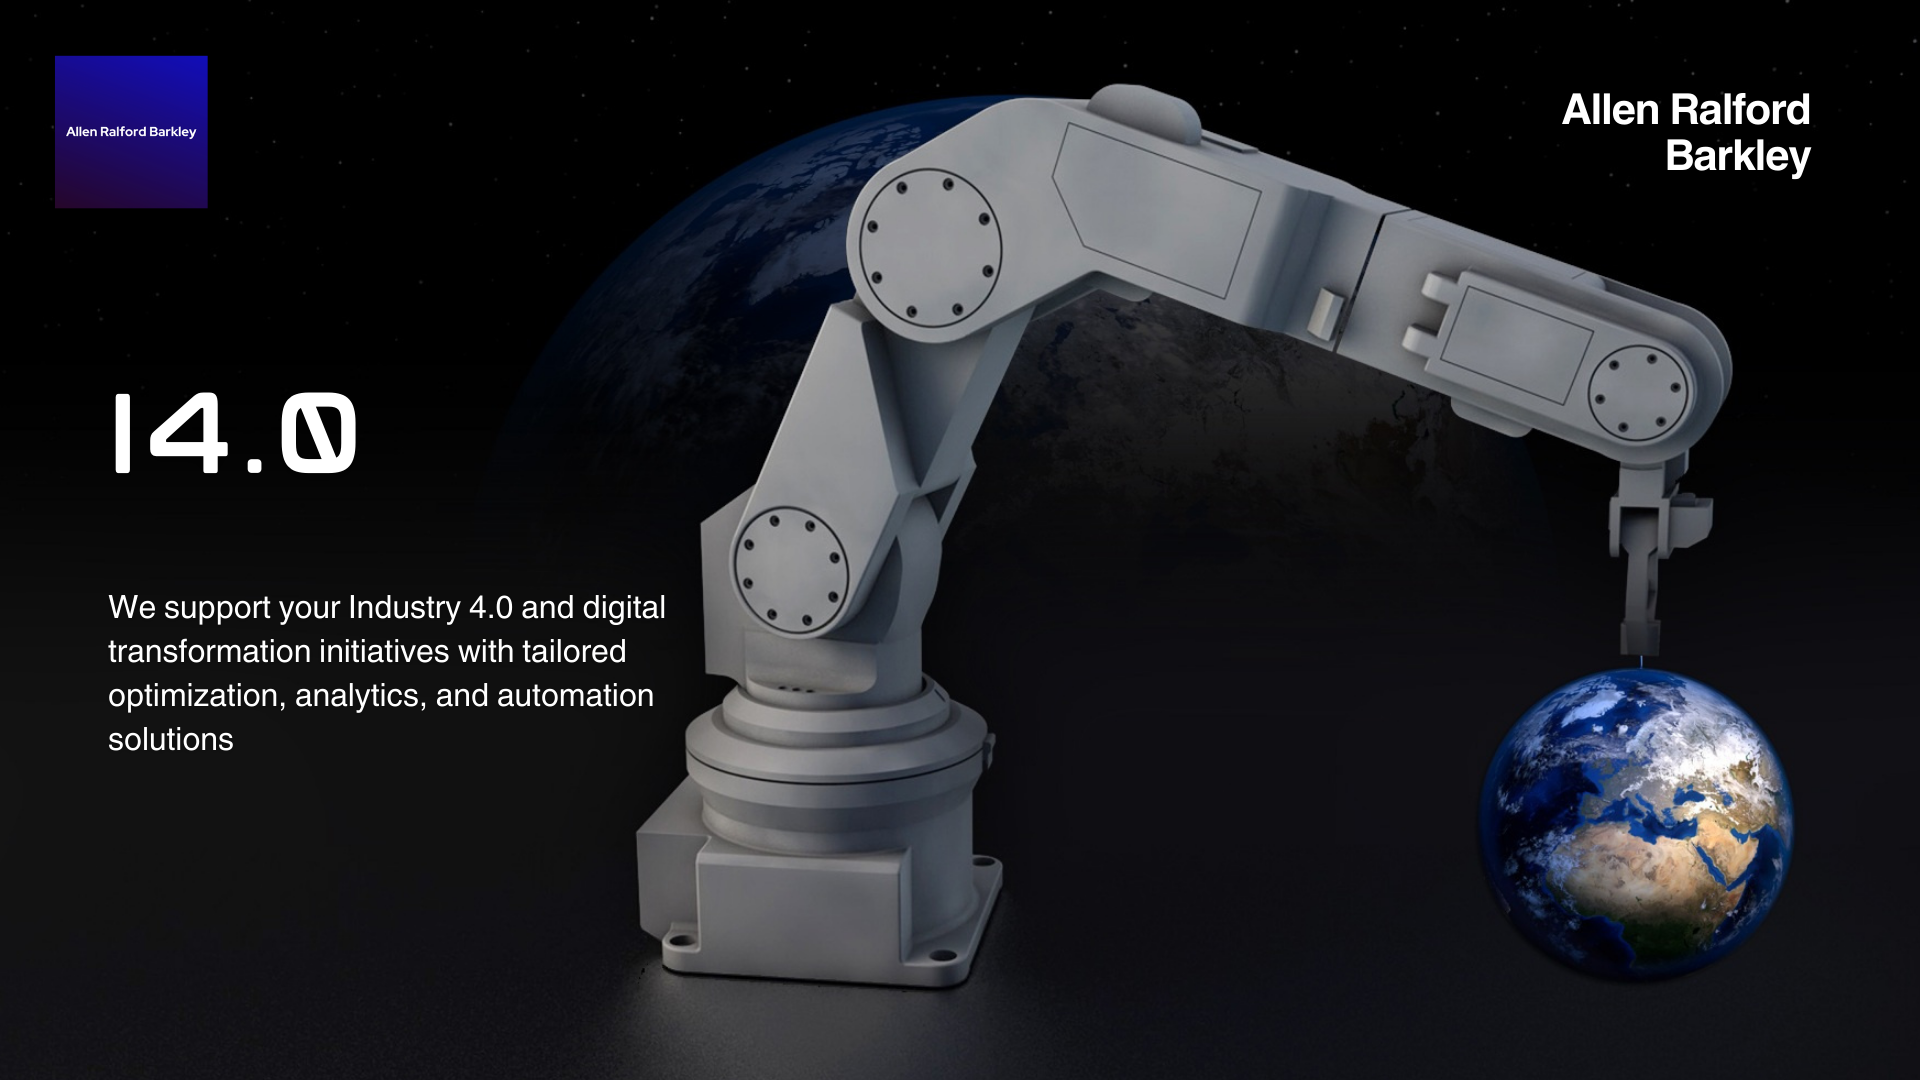 Allen Ralford Barkley
Allen Ralford
Barkley
I4.0
We support your Industry 4.0 and digital
transformation initiatives with tailored
optimization, analytics, and automation
solutions